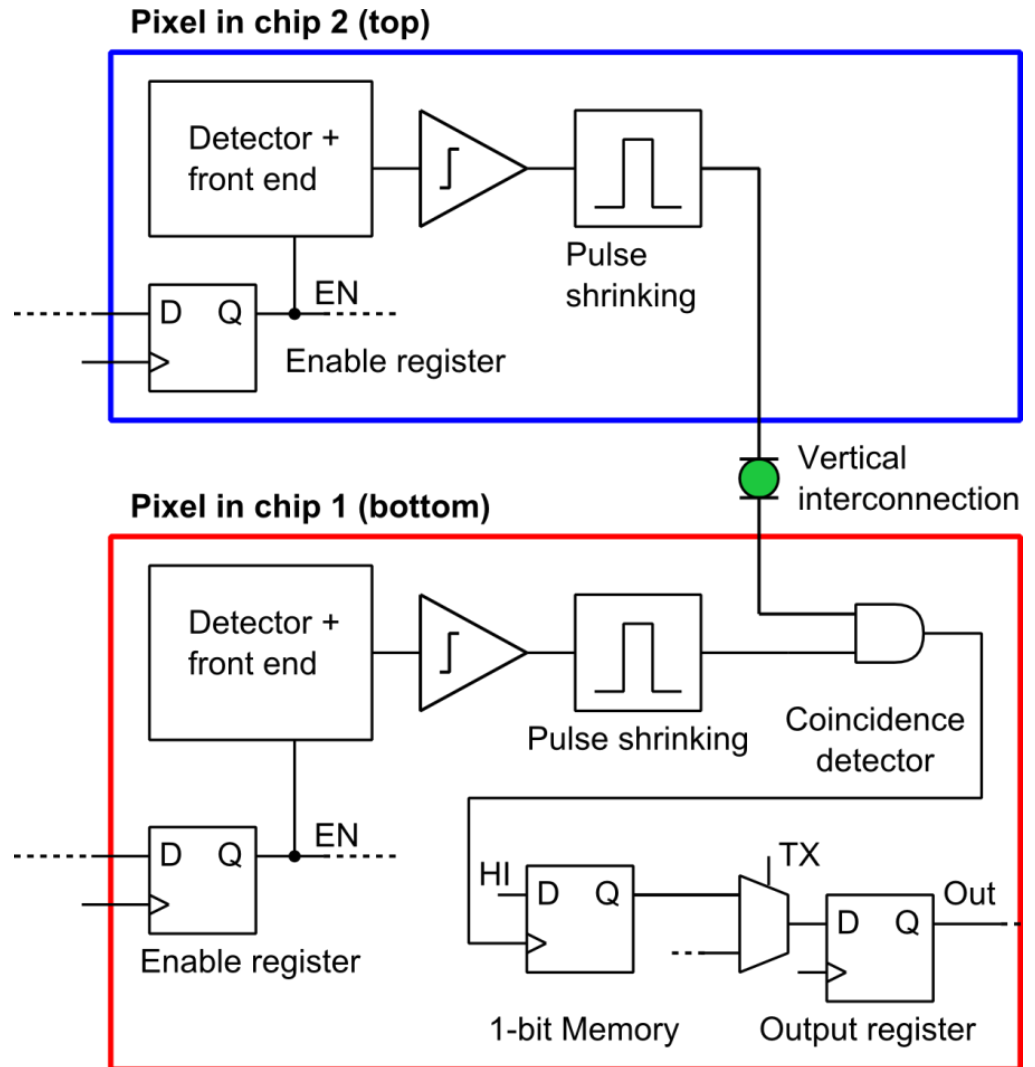 Pixel in chip 2 (top)
Detector +
front end
Pulse
shrinking
D Q
EN
Enable register
Vertical
interconnection
Pixel in chip 1 (bottom)
Detector +
front end
Pulse shrinking
Coincidence
detector
D Q
EN
Enable register
HI
D Q
TX
D Q
Out
1-bit Memory
Output register